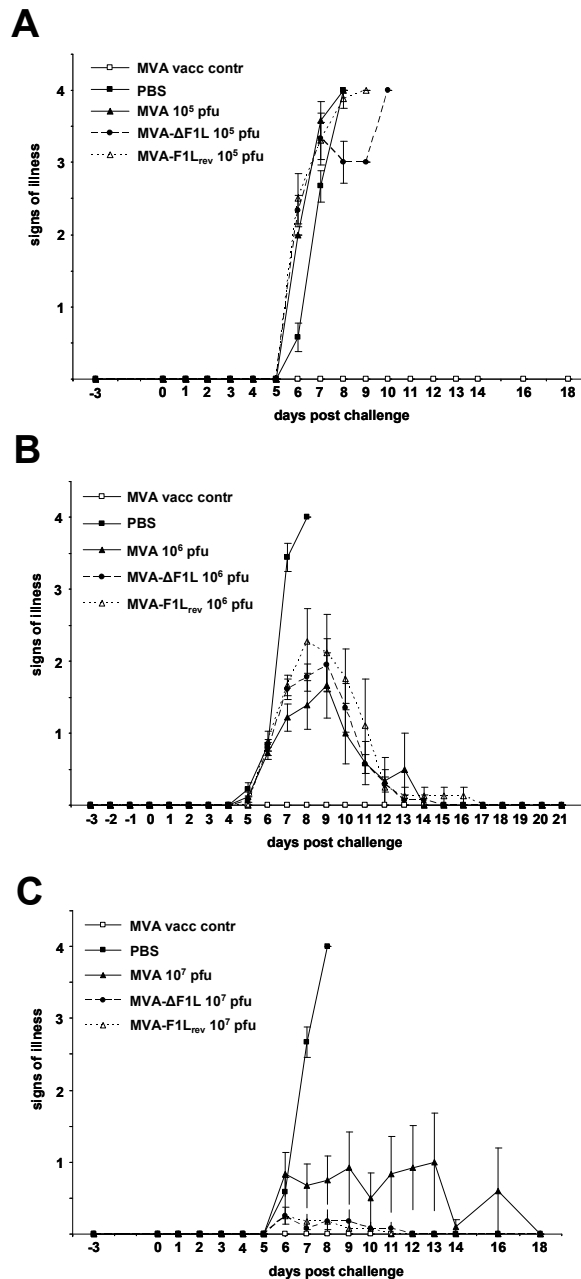 A
MVA vacc contr
PBS
MVA 10⁵ pfu
MVA-ΔF1L 10⁵ pfu
MVA-F1Lrev 10⁵ pfu
signs of illness
4
3
2
1
-3 0 1 2 3 4 5 6 7 8 9 10 11 12 13 14 16 18
days post challenge
B
MVA vacc contr
PBS
MVA 10⁶ pfu
MVA-ΔF1L 10⁶ pfu
MVA-F1Lrev 10⁶ pfu
signs of illness
4
3
2
1
-3 -2 -1 0 1 2 3 4 5 6 7 8 9 10 11 12 13 14 15 16 17 18 19 20 21
days post challenge
C
MVA vacc contr
PBS
MVA 10⁷ pfu
MVA-ΔF1L 10⁷ pfu
MVA-F1Lrev 10⁷ pfu
signs of illness
4
3
2
1
-3 0 1 2 3 4 5 6 7 8 9 10 11 12 13 14 16 18
days post challenge